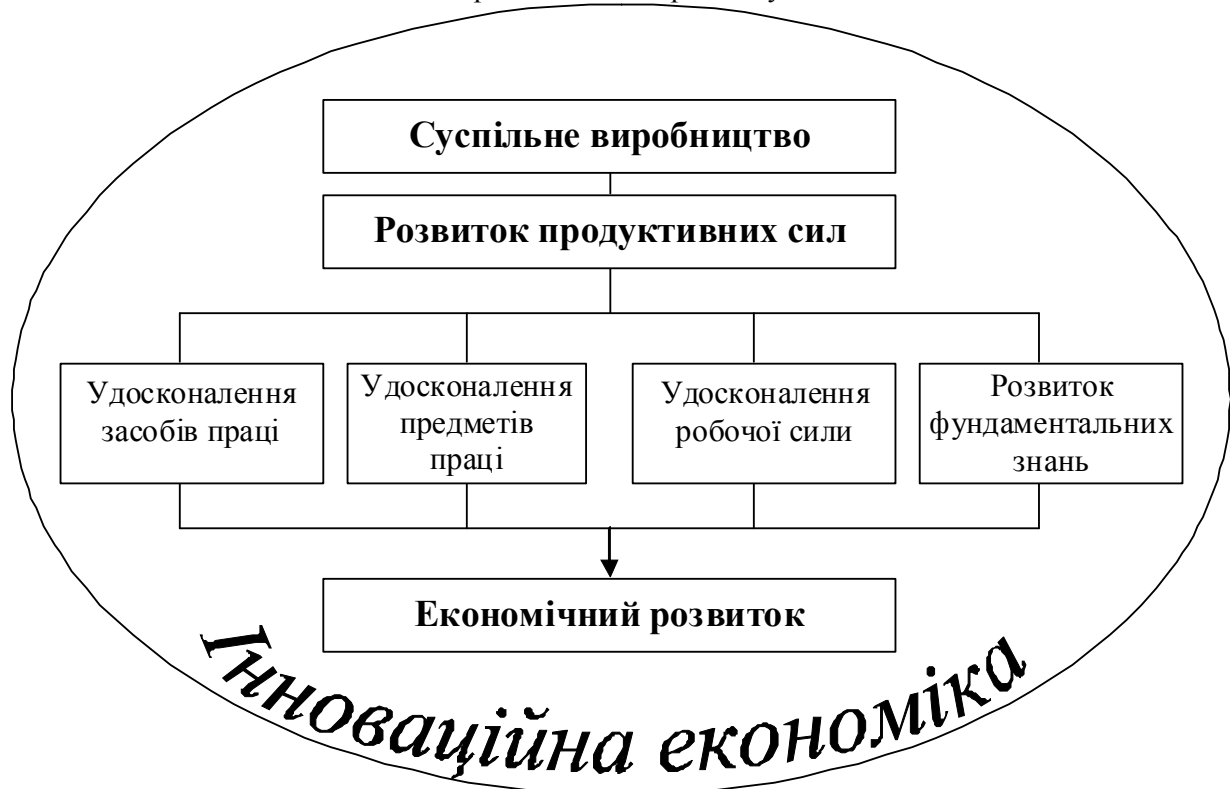 Суспільне виробництво
Розвиток продуктивних сил
Удосконалення
засобів праці
Удосконалення
предметів
праці
Удосконалення
робочої сили
Розвиток
фундаментальних
знань
Економічний розвиток
Інноваційна економіка